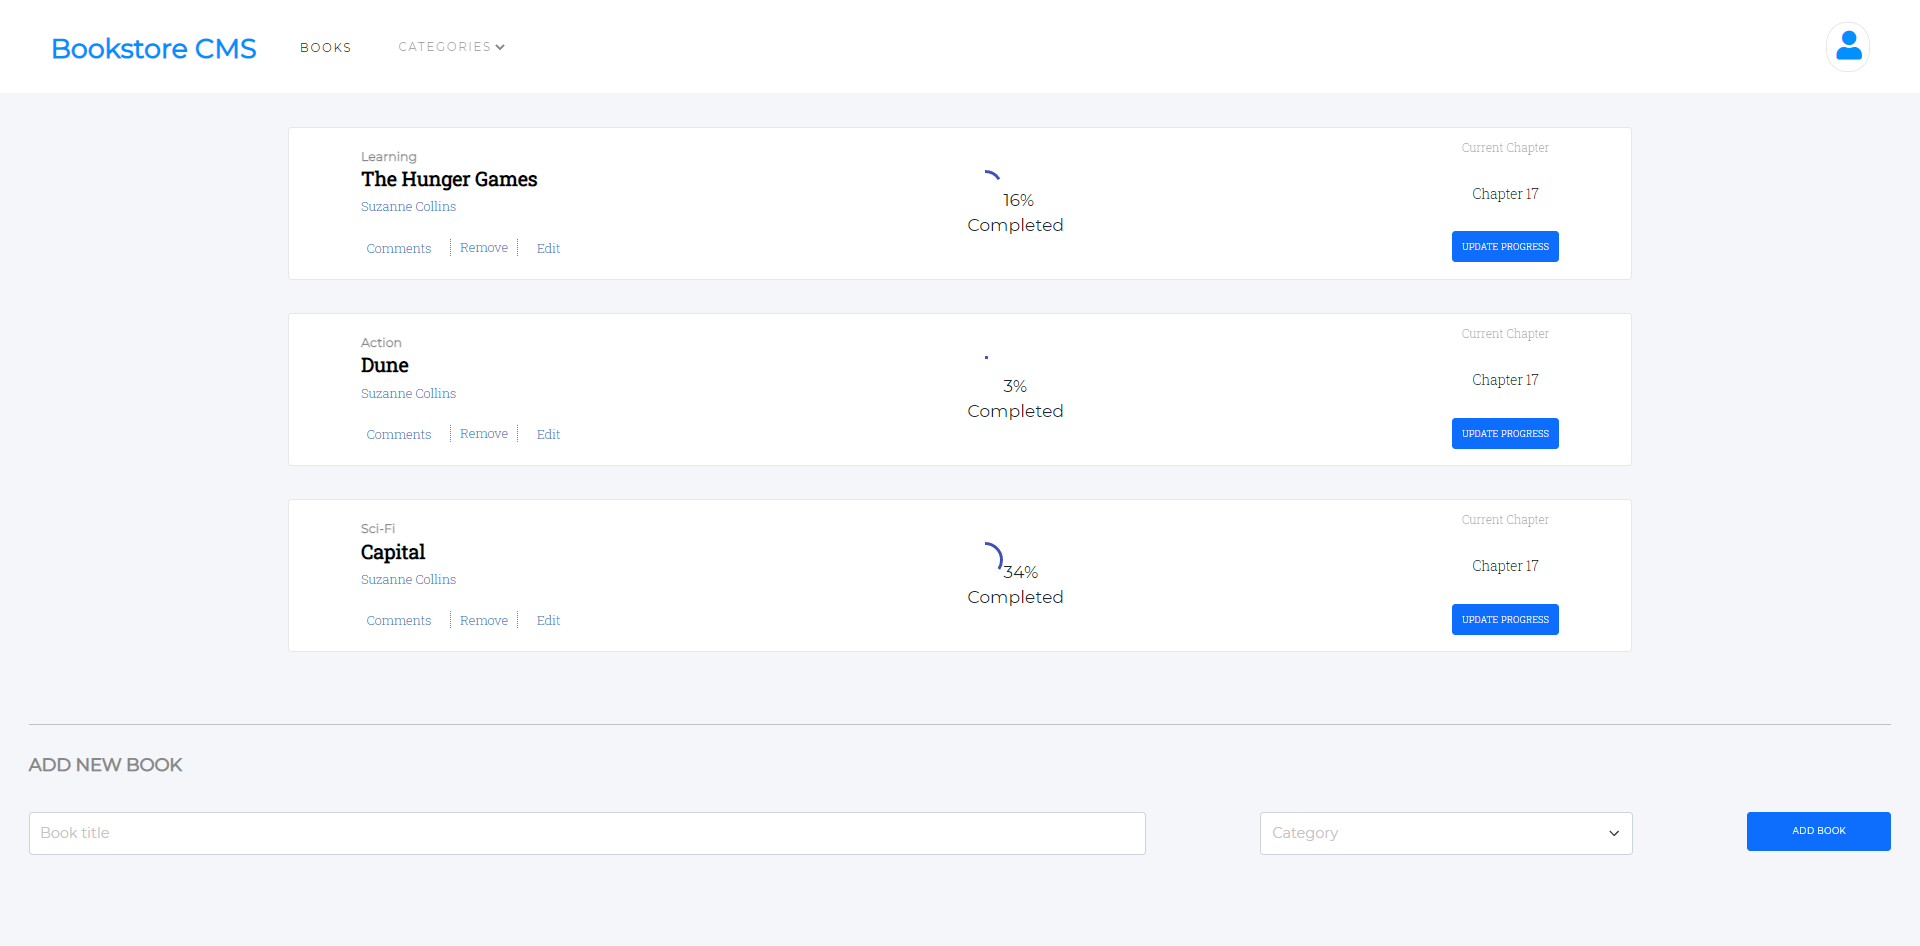 Bookstore CMS
BOOKS
CATEGORIES
Learning
The Hunger Games
Suzanne Collins
Comments
Remove
Edit
16%
Completed
Current Chapter
Chapter 17
UPDATE PROGRESS
Action
Dune
Suzanne Collins
Comments
Remove
Edit
3%
Completed
Current Chapter
Chapter 17
UPDATE PROGRESS
Sci-Fi
Capital
Suzanne Collins
Comments
Remove
Edit
34%
Completed
Current Chapter
Chapter 17
UPDATE PROGRESS
ADD NEW BOOK
Book title
Category
ADD BOOK